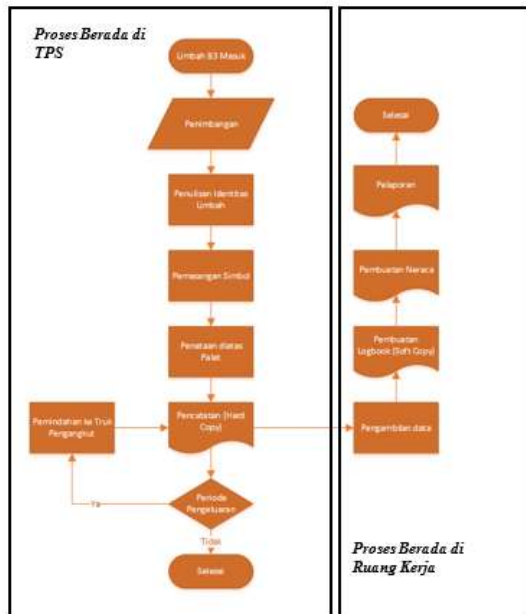 Proses Berada di
TPS
Limbah B3 Masuk
Penimbangan
Penulisan Identitas
Limbah
Pemasangan Simbol
Penataan diatas
Palet
Pencatatan (Hard
Copy)
Pemindahan ke Truk
Pengangkut
Periode
Pengeluaran
Ya
Tidak
Selesai
Selesai
Pelaporan
Pembuatan Neraca
Pembuatan
Logbook (Soft Copy)
Pengambilan data
Proses Berada di
Ruang Kerja